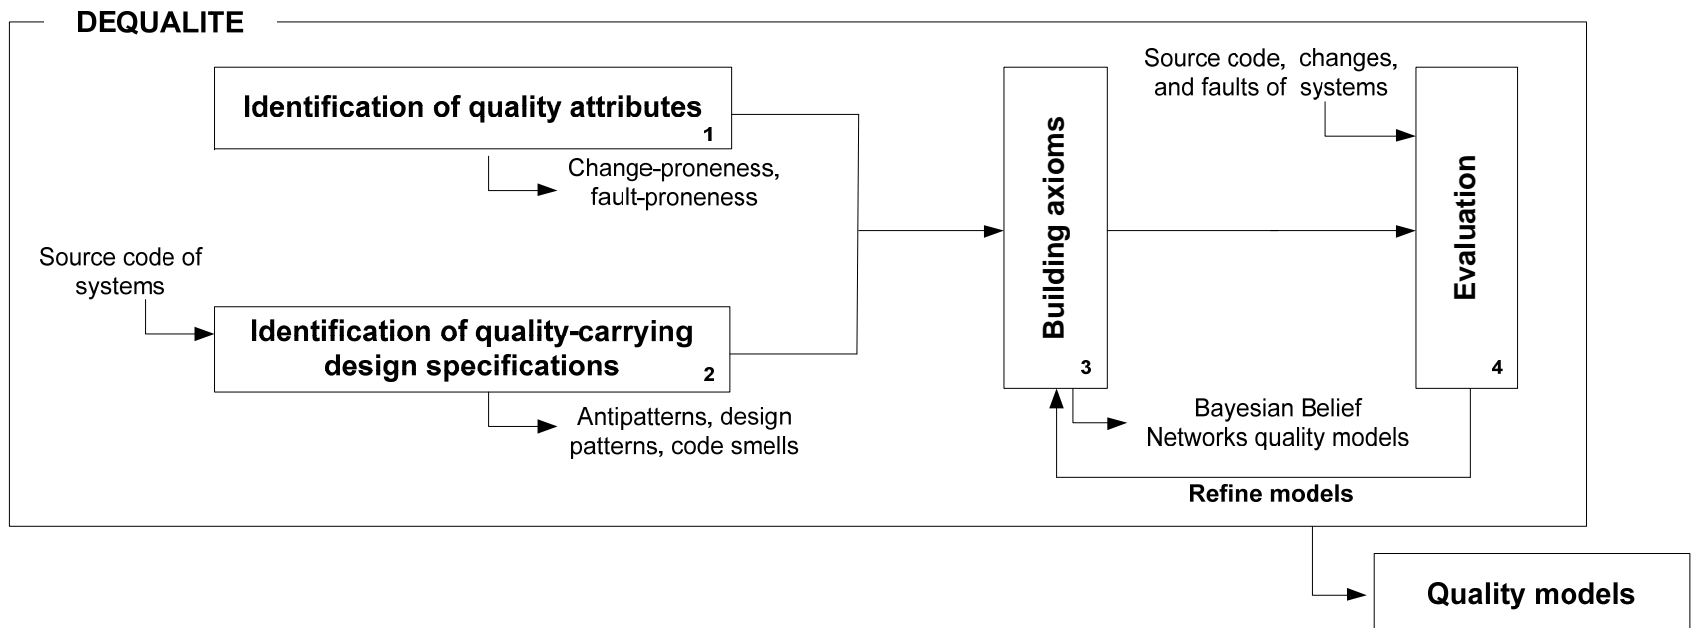 DEQUALITE
Identification of quality attributes
1
Change-proneness,
fault-proneness
Source code of
systems
Identification of quality-carrying
design specifications
2
Antipatterns, design
patterns, code smells
Building axioms
3
Bayesian Belief
Networks quality models
Source code, changes,
and faults of systems
Evaluation
4
Refine models
Quality models